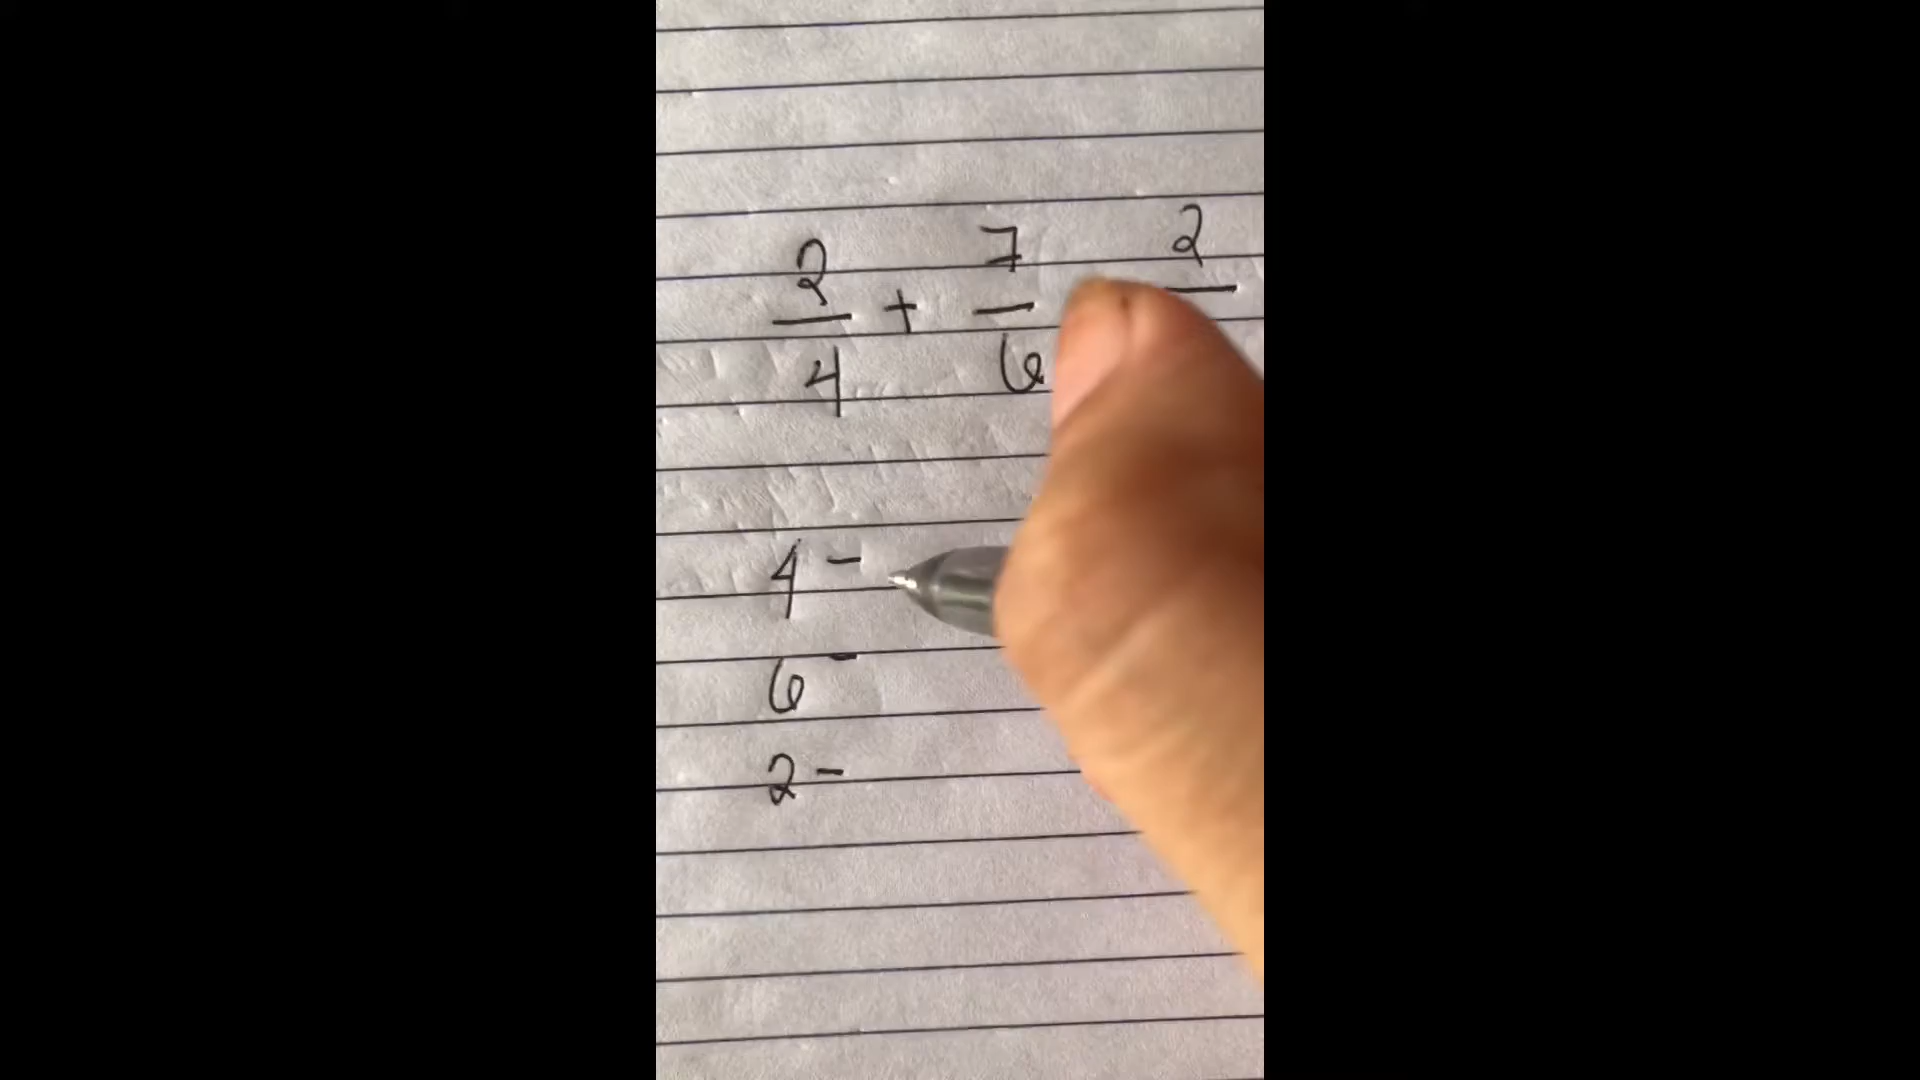 2 7 2
— + — —
4 6
4 -
6 -
2 -